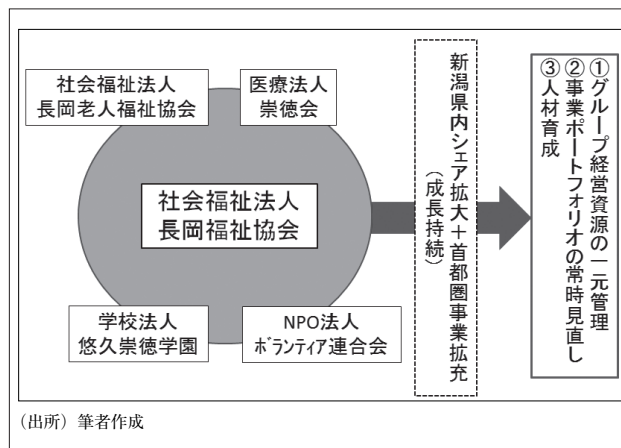 社会福祉法人
長岡老人福祉協会
医療法人
崇徳会
社会福祉法人
長岡福祉協会
学校法人
悠久崇徳学園
NPO法人
ﾎﾞﾗﾝﾃｨｱ連合会
新潟県内シェア拡大＋首都圏事業拡充
（成長持続）
①グループ経営資源の一元管理
②事業ポートフォリオの常時見直し
③人材育成
（出所）筆者作成